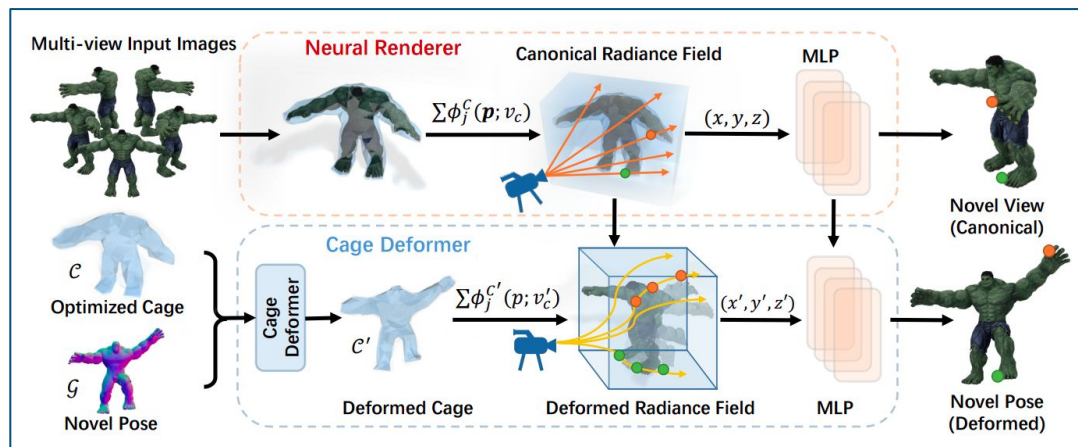 Multi-view Input Images
Neural Renderer
∑ϕ_j^C(p; v_c)
Canonical Radiance Field
(x, y, z)
MLP
Novel View
(Canonical)
C
Optimized Cage
G
Novel Pose
Cage Deformer
Cage
Deformer
C′
Deformed Cage
∑ϕ_j^C′(p; v′_c)
Deformed Radiance Field
(x′, y′, z′)
MLP
Novel Pose
(Deformed)